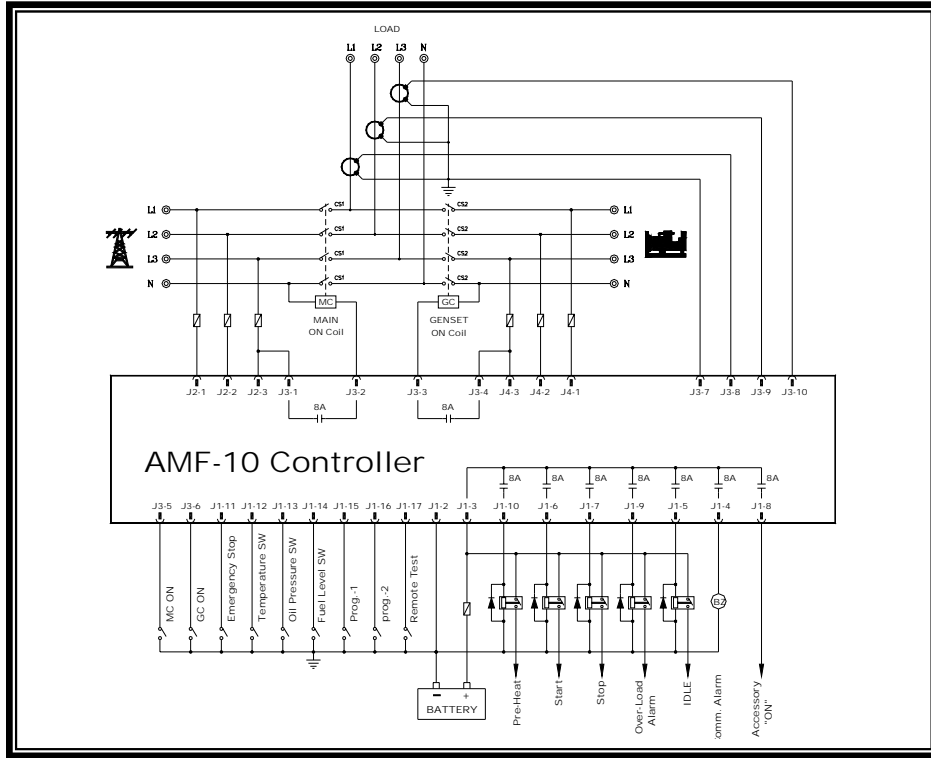 LOAD
L1 L2 L3 N
L1 CS1 CS2 L1
L2 CS1 CS2 L2
L3 CS1 CS2 L3
N CS1 CS2 N
MC GC
MAIN
ON Coil
GENSET
ON Coil
J2-1 J2-2 J2-3 J3-1 J3-2 J3-3 J3-4 J4-3 J4-2 J4-1 J3-7 J3-8 J3-9 J3-10
8A 8A
AMF-10 Controller
8A 8A 8A 8A 8A 8A 8A
J3-5 J3-6 J1-11 J1-12 J1-13 J1-14 J1-15 J1-16 J1-17 J1-2 J1-3 J1-10 J1-6 J1-7 J1-9 J1-5 J1-4 J1-8
MC ON
GC ON
Emergency Stop
Temperature SW
Oil Pressure SW
Fuel Level SW
Prog.-1
prog.-2
Remote Test
BZ
- +
BATTERY
Pre-Heat
Start
Stop
Over-Load
Alarm
IDLE
omm. Alarm
Accessory
"ON"